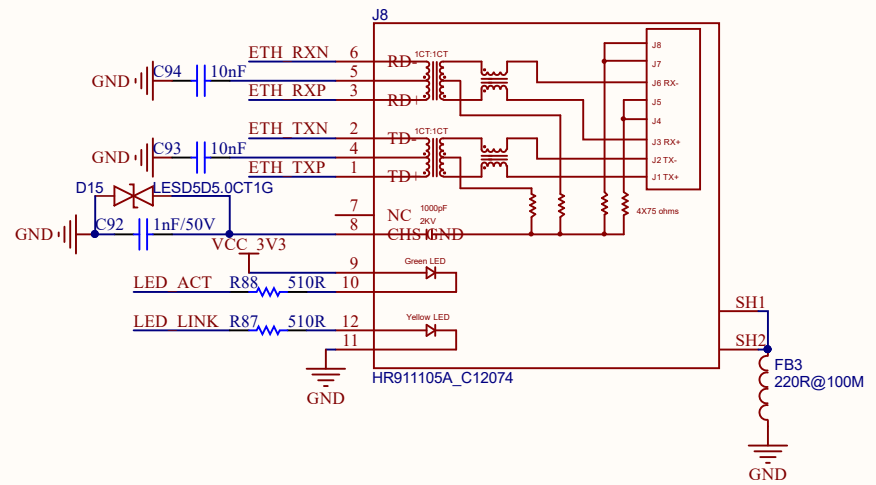 J8
ETH_RXN 6 RD- 1CT:1CT J8
J7
GND C94 10nF 5 J6 RX-
ETH_RXP 3 RD+ J5
J4
ETH_TXN 2 TD- 1CT:1CT J3 RX+
GND C93 10nF 4 J2 TX-
ETH_TXP 1 TD+ J1 TX+
D15 LESD5D5.0CT1G
7 NC 1000pF 4X75 ohms
2KV
GND C92 1nF/50V 8 CHS GND
VCC_3V3
9 Green LED
LED_ACT R88 510R 10
SH1
LED_LINK R87 510R 12 Yellow LED
11 SH2
FB3
HR911105A_C12074 220R@100M
GND
GND